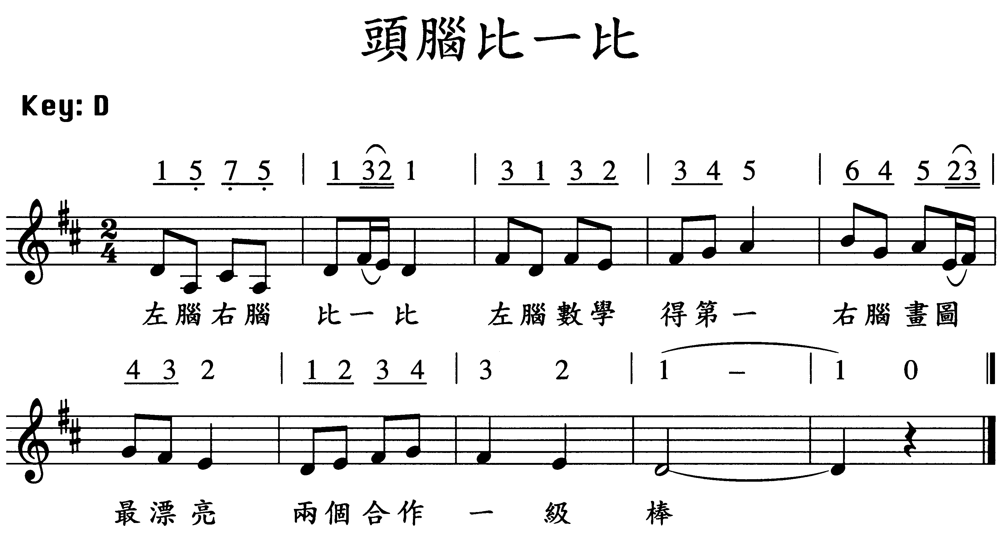 頭腦比一比
Key: D
1 5 7 5 | 1 32 1 | 3 1 3 2 | 3 4 5 | 6 4 5 23 |
2
4
左腦右腦 比一比 左腦數學 得第一 右腦畫圖
4 3 2 | 1 2 3 4 | 3 2 | 1 – | 1 0
最漂亮 兩個合作 一級棒